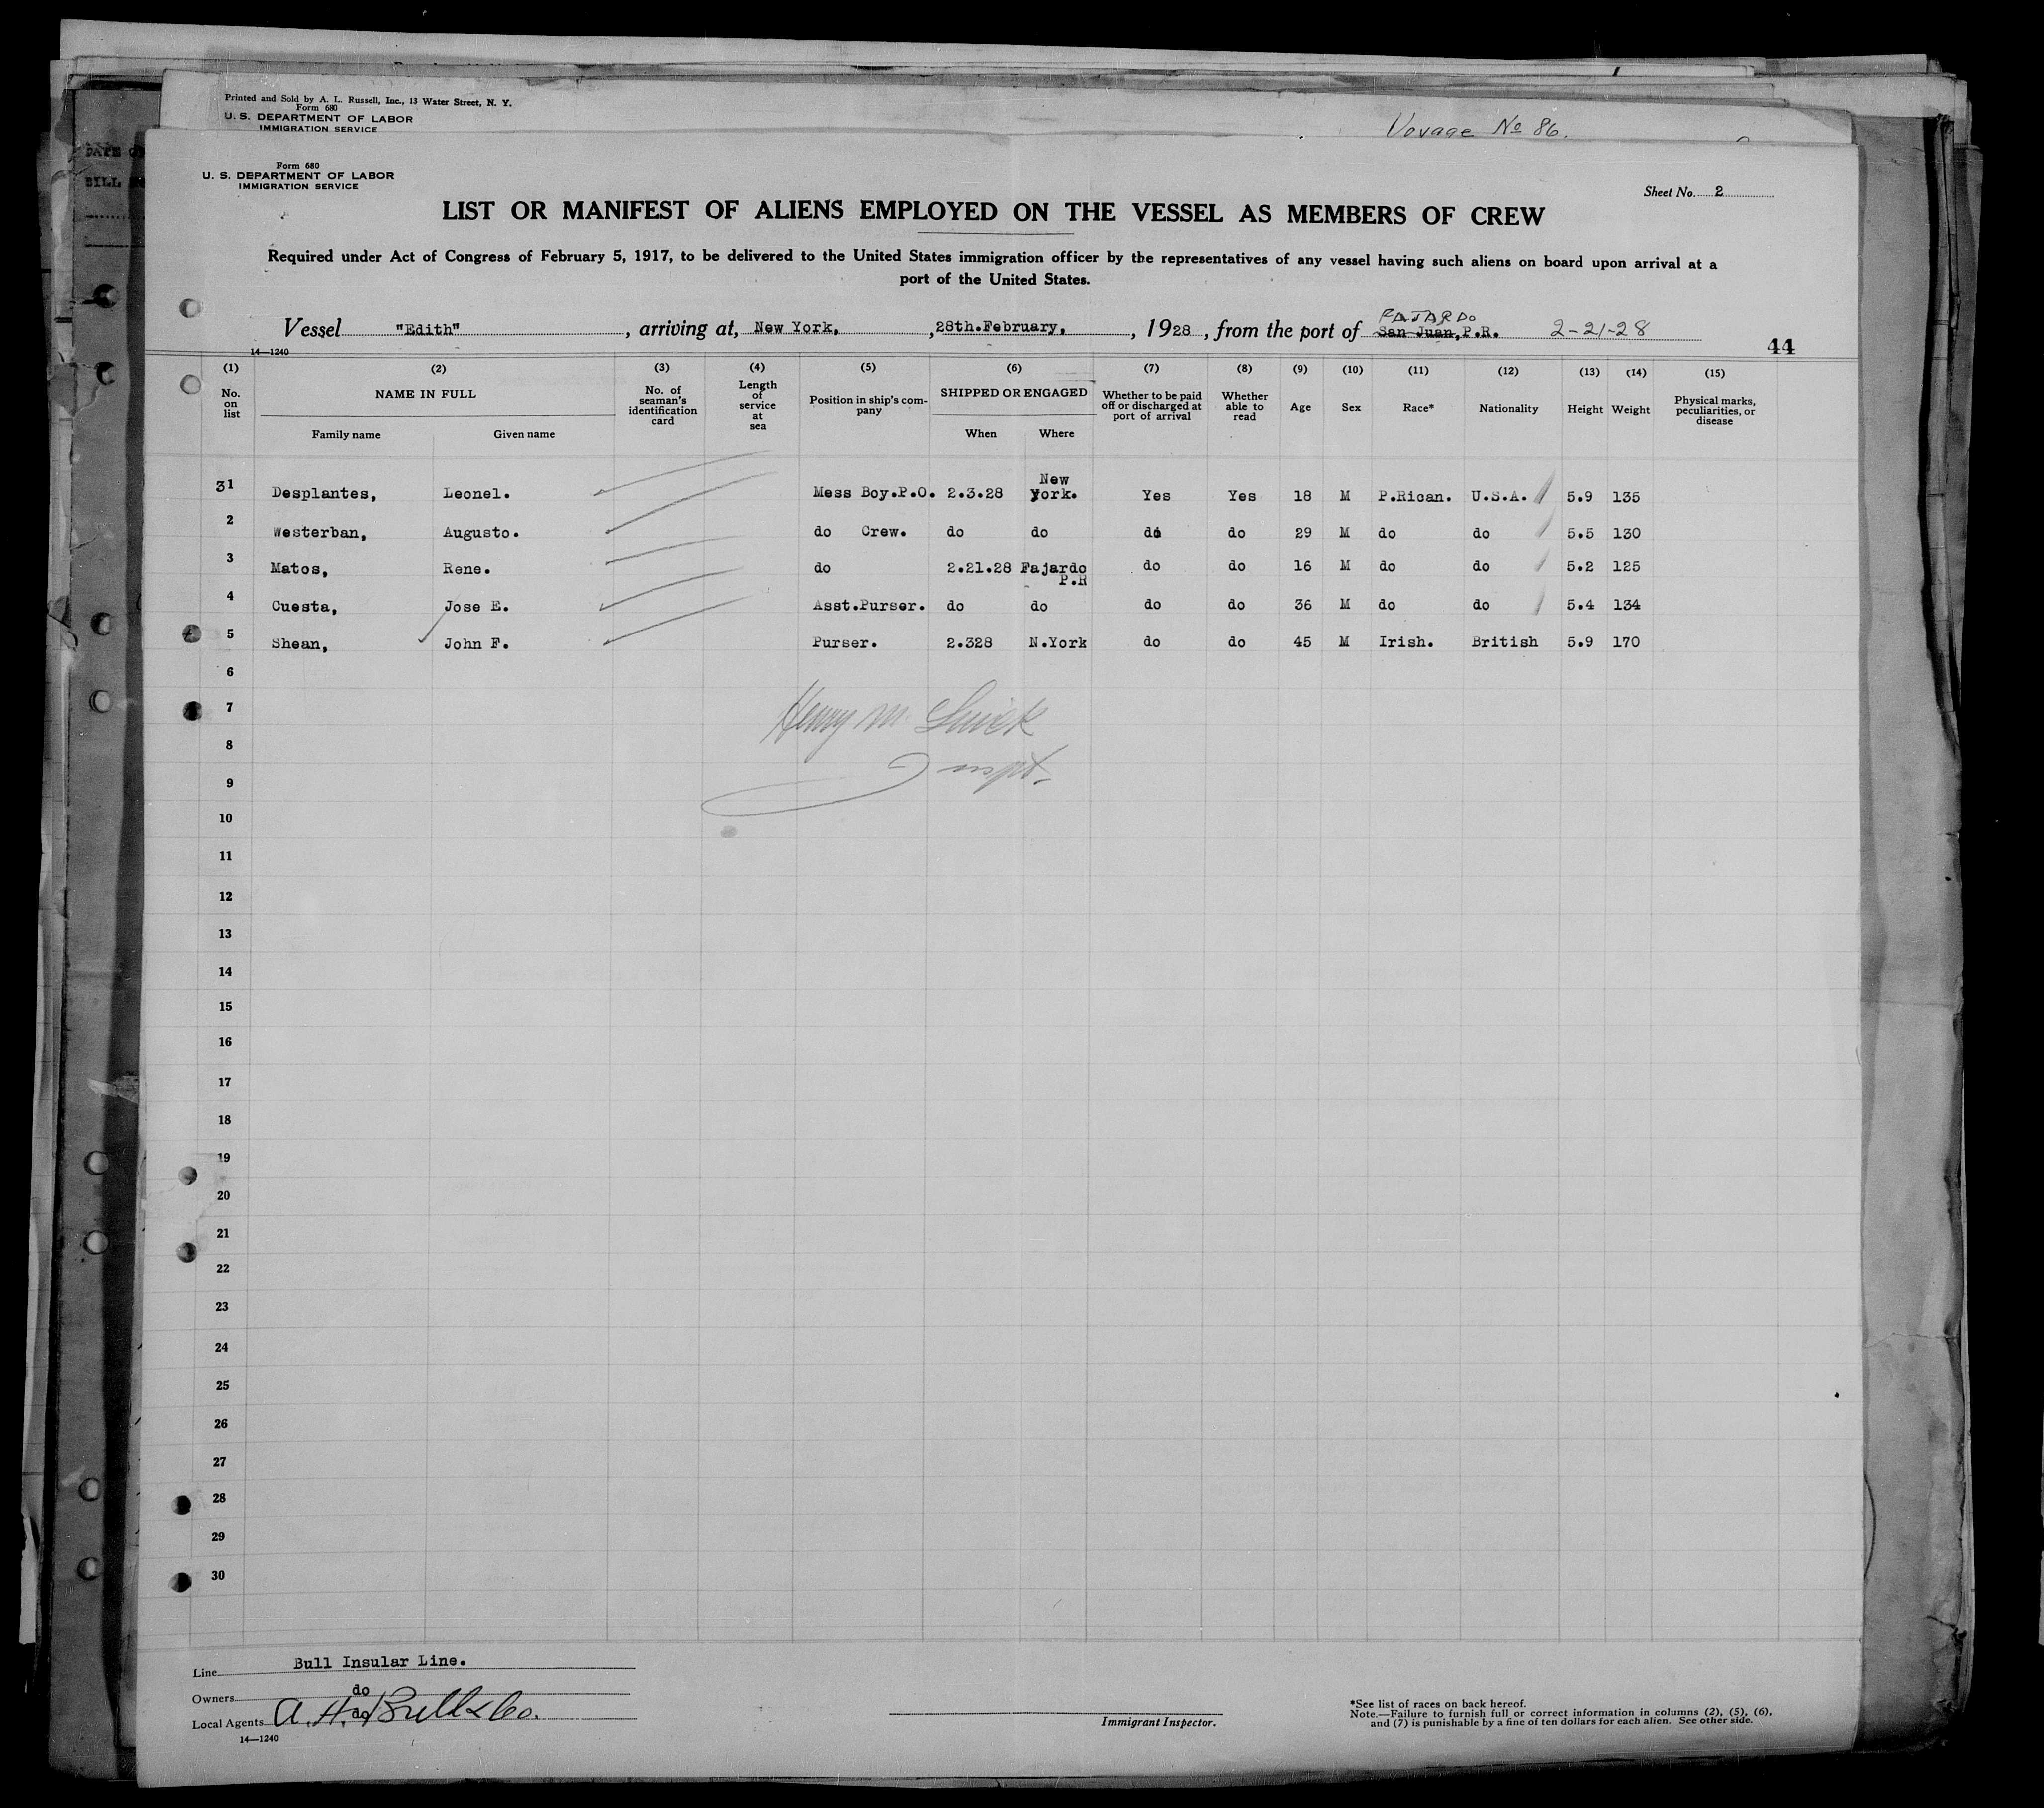 Printed and Sold by A. L. Russell, Inc., 13 Water Street, N. Y.
Form 680
U. S. DEPARTMENT OF LABOR
IMMIGRATION SERVICE
Voyage No 86.
Form 680
U. S. DEPARTMENT OF LABOR
IMMIGRATION SERVICE
Sheet No. 2
LIST OR MANIFEST OF ALIENS EMPLOYED ON THE VESSEL AS MEMBERS OF CREW
Required under Act of Congress of February 5, 1917, to be delivered to the United States immigration officer by the representatives of any vessel having such aliens on board upon arrival at a
port of the United States.
FAJARDO
Vessel "Edith", arriving at, New York, ,28th.February, , 1928, from the port of San Juan,P.R. 2-21-28
14—1240
44
(1) (2) (3) (4) (5) (6) (7) (8) (9) (10) (11) (12) (13) (14) (15)
No. on list NAME IN FULL Family name Given name No. of seaman's identification card Length of service at sea Position in ship's company SHIPPED OR ENGAGED When Where Whether to be paid off or discharged at port of arrival Whether able to read Age Sex Race* Nationality Height Weight Physical marks, peculiarities, or disease
31 Desplantes, Leonel. Mess Boy.P.O. 2.3.28 New York. Yes Yes 18 M P.Rican. U.S.A. 5.9 135
2 Westerban, Augusto. do Crew. do do do do 29 M do do 5.5 130
3 Matos, Rene. do 2.21.28 Fajardo P.R do do 16 M do do 5.2 125
4 Cuesta, Jose E. Asst.Purser. do do do do 36 M do do 5.4 134
5 Shean, John F. Purser. 2.328 N.York do do 45 M Irish. British 5.9 170
6
7
Henry M.
8
9
Inspt.
10
11
12
13
14
15
16
17
18
19
20
21
22
23
24
25
26
27
28
29
30
Line Bull Insular Line.
Owners do
Local Agents A. H. Bull & Co.
14—1240
Immigrant Inspector.
*See list of races on back hereof.
Note.—Failure to furnish full or correct information in columns (2), (5), (6),
and (7) is punishable by a fine of ten dollars for each alien. See other side.